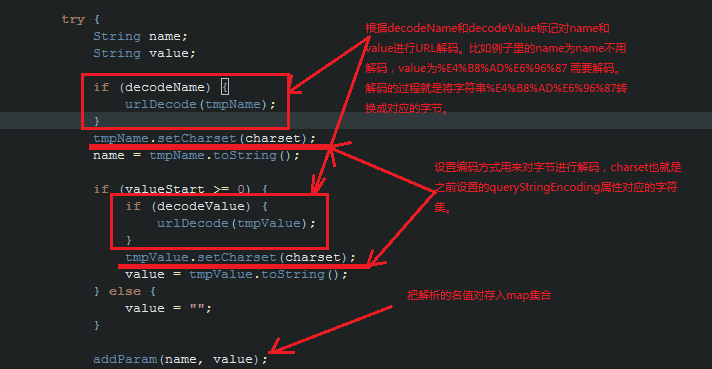 try {
String name;
String value;
if (decodeName) {
urlDecode(tmpName);
}
tmpName.setCharset(charset);
name = tmpName.toString();
if (valueStart >= 0) {
if (decodeValue) {
urlDecode(tmpValue);
}
tmpValue.setCharset(charset);
value = tmpValue.toString();
} else {
value = "";
}
addParam(name, value);
根据decodeName和decodeValue标记对name和
value进行URL解码。比如例子里的name为name不用
解码，value为%E4%B8%AD%E6%96%87 需要解码。
解码的过程就是将字符串%E4%B8%AD%E6%96%87转
换成对应的字节。
设置编码方式用来对字节进行解码，charset也就是
之前设置的queryStringEncoding属性对应的字符
集。
把解析的名值对存入map集合